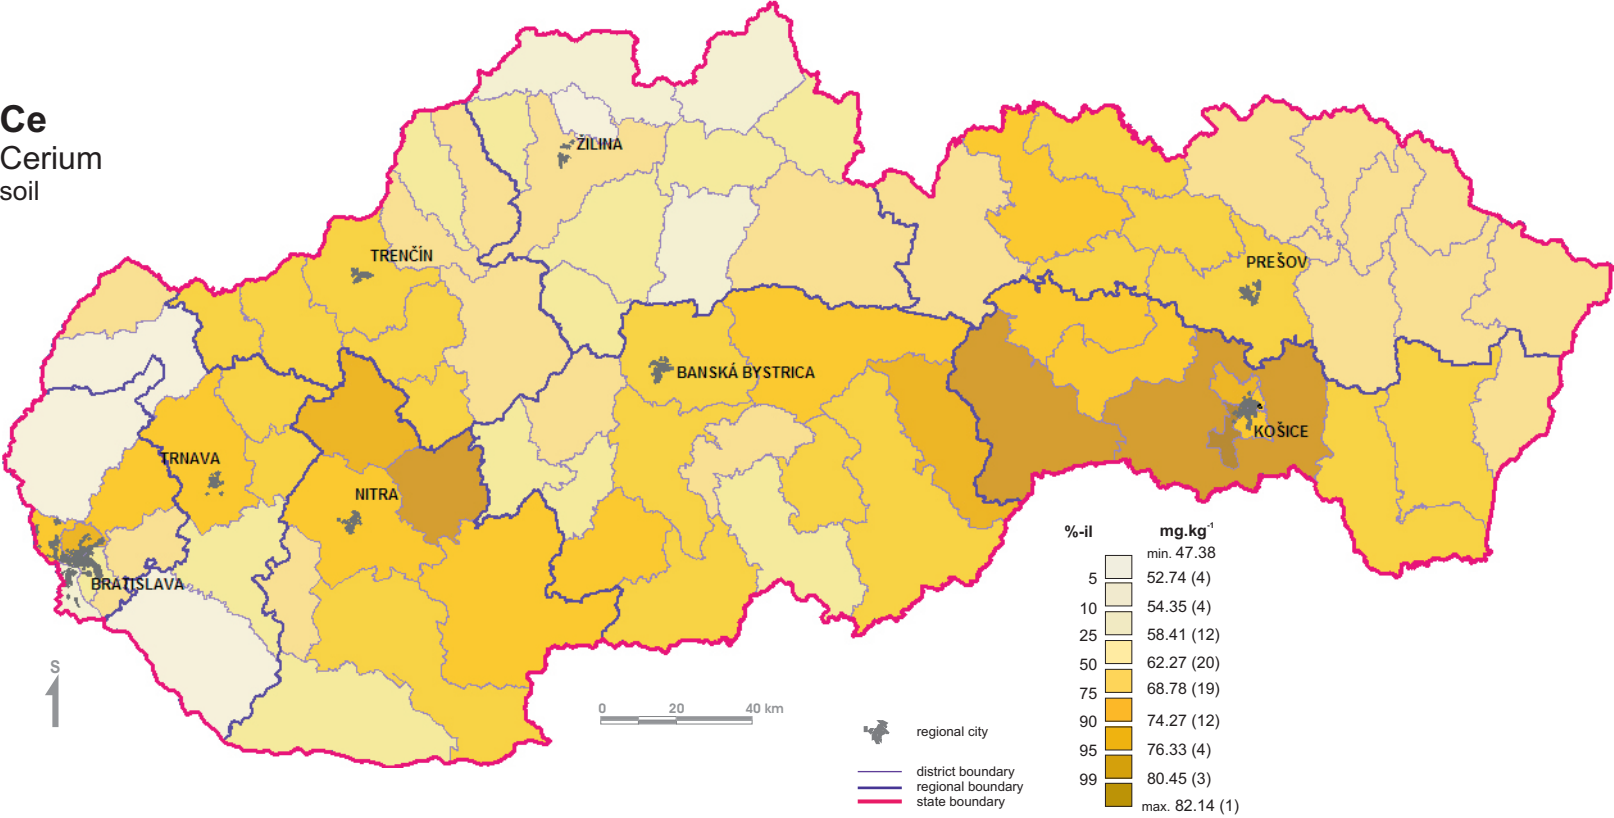 Ce
Cerium
soil
ŽILINA
TRENČÍN
PREŠOV
BANSKÁ BYSTRICA
KOŠICE
TRNAVA
NITRA
BRATISLAVA
S
0 20 40 km
regional city
district boundary
regional boundary
state boundary
%-il mg.kg⁻¹
min. 47.38
5 52.74 (4)
10 54.35 (4)
25 58.41 (12)
50 62.27 (20)
75 68.78 (19)
90 74.27 (12)
95 76.33 (4)
99 80.45 (3)
max. 82.14 (1)